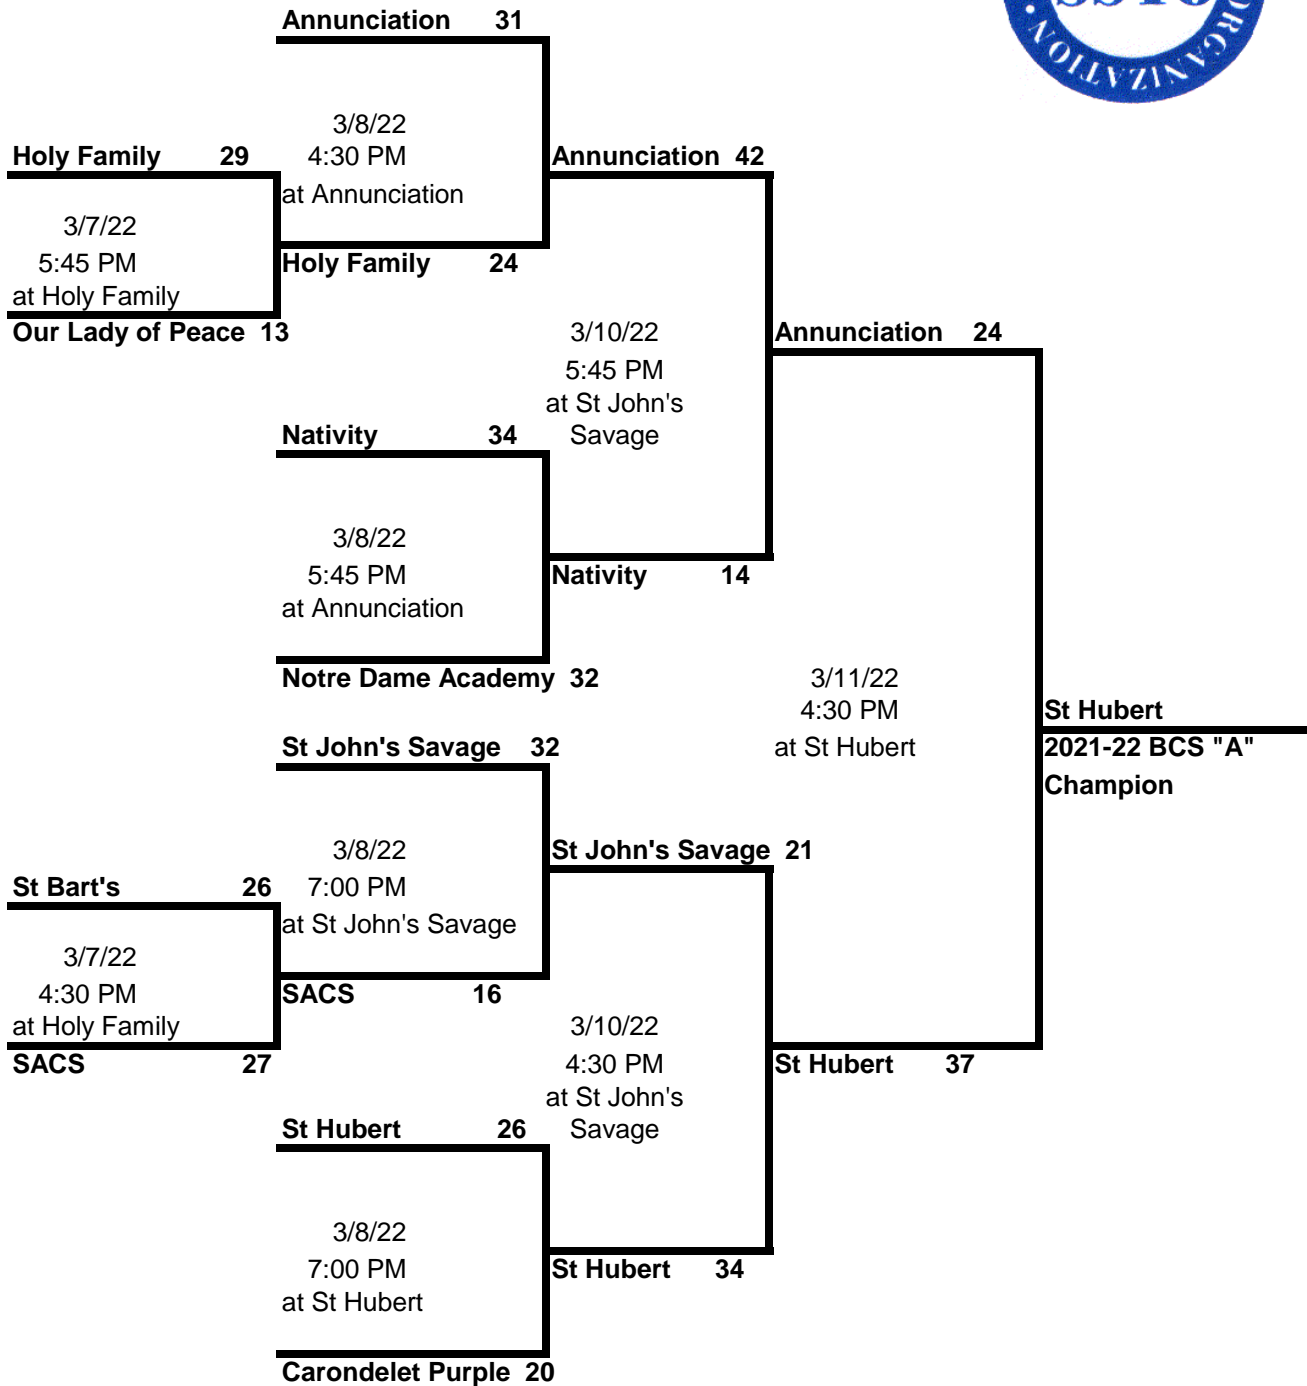 ORGANIZATION
Annunciation 31
3/8/22
4:30 PM
at Annunciation
Holy Family 29
3/7/22
5:45 PM
at Holy Family
Our Lady of Peace 13
Holy Family 24
Annunciation 42
3/10/22
5:45 PM
at St John's
Savage
Annunciation 24
Nativity 34
3/8/22
5:45 PM
at Annunciation
Nativity 14
Notre Dame Academy 32
3/11/22
4:30 PM
at St Hubert
St Hubert
2021-22 BCS "A"
Champion
St John's Savage 32
3/8/22
7:00 PM
at St John's Savage
St John's Savage 21
St Bart's 26
3/7/22
4:30 PM
at Holy Family
SACS 27
SACS 16
3/10/22
4:30 PM
at St John's
Savage
St Hubert 37
St Hubert 26
3/8/22
7:00 PM
at St Hubert
St Hubert 34
Carondelet Purple 20